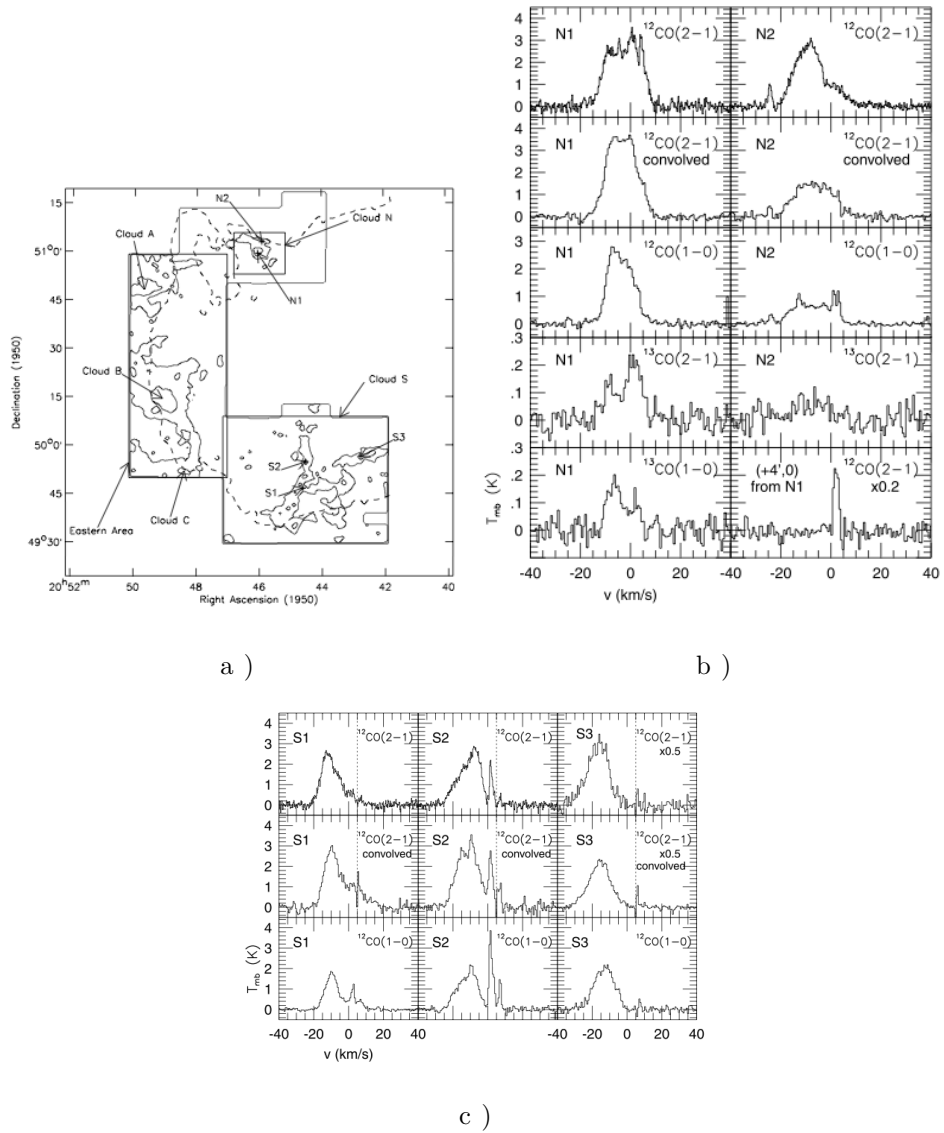 N2
Cloud N
Cloud A
N1
Cloud B
Cloud S
S3
S2
S1
Eastern Area
Cloud C
15
51°0'
45
30
15
50°0'
45
49°30'
Declination (1950)
20ʰ52ᵐ 50 48 46 44 42 40
Right Ascension (1950)
a )
N1 ¹²CO(2−1)
N2 ¹²CO(2−1)
N1 ¹²CO(2−1)
convolved
N2 ¹²CO(2−1)
convolved
N1 ¹²CO(1−0)
N2 ¹²CO(1−0)
N1 ¹³CO(2−1)
N2 ¹³CO(2−1)
N1 ¹³CO(1−0)
(+4',0) ¹²CO(2−1)
from N1 x0.2
4
3
2
1
0
4
3
2
1
0
3
2
1
0
.3
.2
.1
0
.3
.2
.1
0
Tmb (K)
-40 -20 0 20 -40 -20 0 20 40
v (km/s)
b )
S1 ¹²CO(2−1)
S2 ¹²CO(2−1)
S3 ¹²CO(2−1)
x0.5
S1 ¹²CO(2−1)
convolved
S2 ¹²CO(2−1)
convolved
S3 ¹²CO(2−1)
x0.5
convolved
S1 ¹²CO(1−0)
S2 ¹²CO(1−0)
S3 ¹²CO(1−0)
4
3
2
1
0
4
3
2
1
0
4
3
2
1
0
Tmb (K)
-40 -20 0 20 -40 -20 0 20 40 -20 0 20 40
v (km/s)
c )